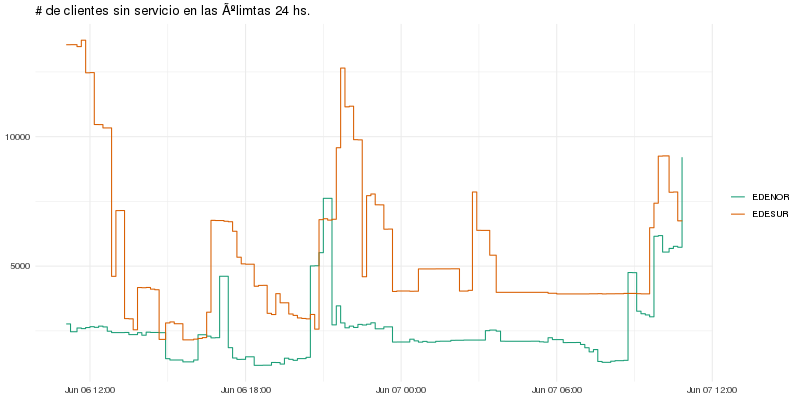 # de clientes sin servicio en las Ãºlimtas 24 hs.
10000
5000
Jun 06 12:00
Jun 06 18:00
Jun 07 00:00
Jun 07 06:00
Jun 07 12:00
EDENOR
EDESUR